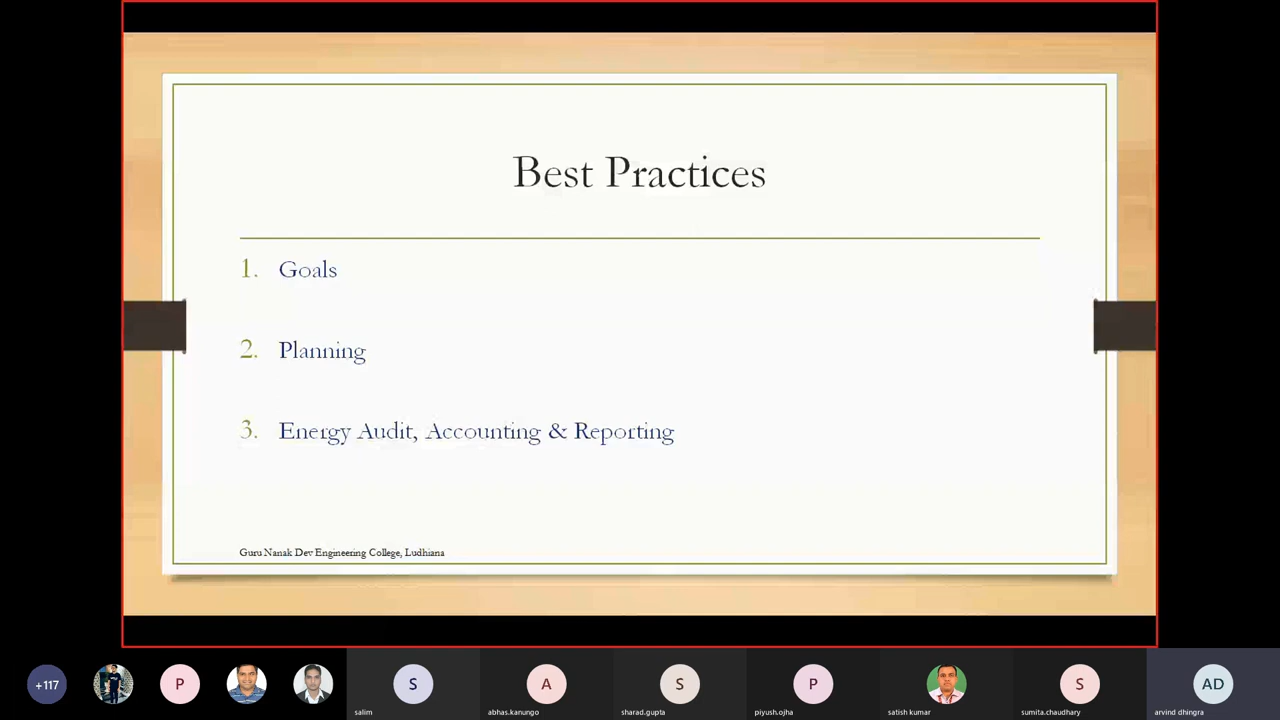 Best Practices
1. Goals
2. Planning
3. Energy Audit, Accounting & Reporting
Guru Nanak Dev Engineering College, Ludhiana
+117
P
S
A
S
P
S
AD
salim
abhas.kanungo
sharad.gupta
piyush.ojha
satish kumar
sumita.chaudhary
arvind dhingra